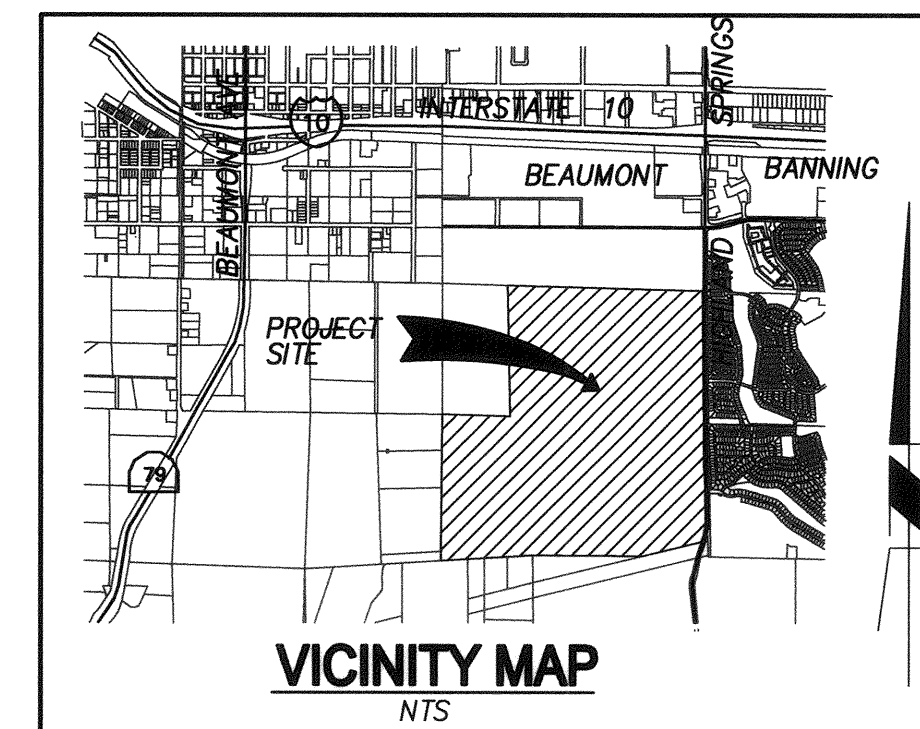 BEAUMONT AVE
10
INTERSTATE 10
HIGHLAND SPRINGS
BEAUMONT
BANNING
PROJECT
SITE
79
VICINITY MAP
NTS